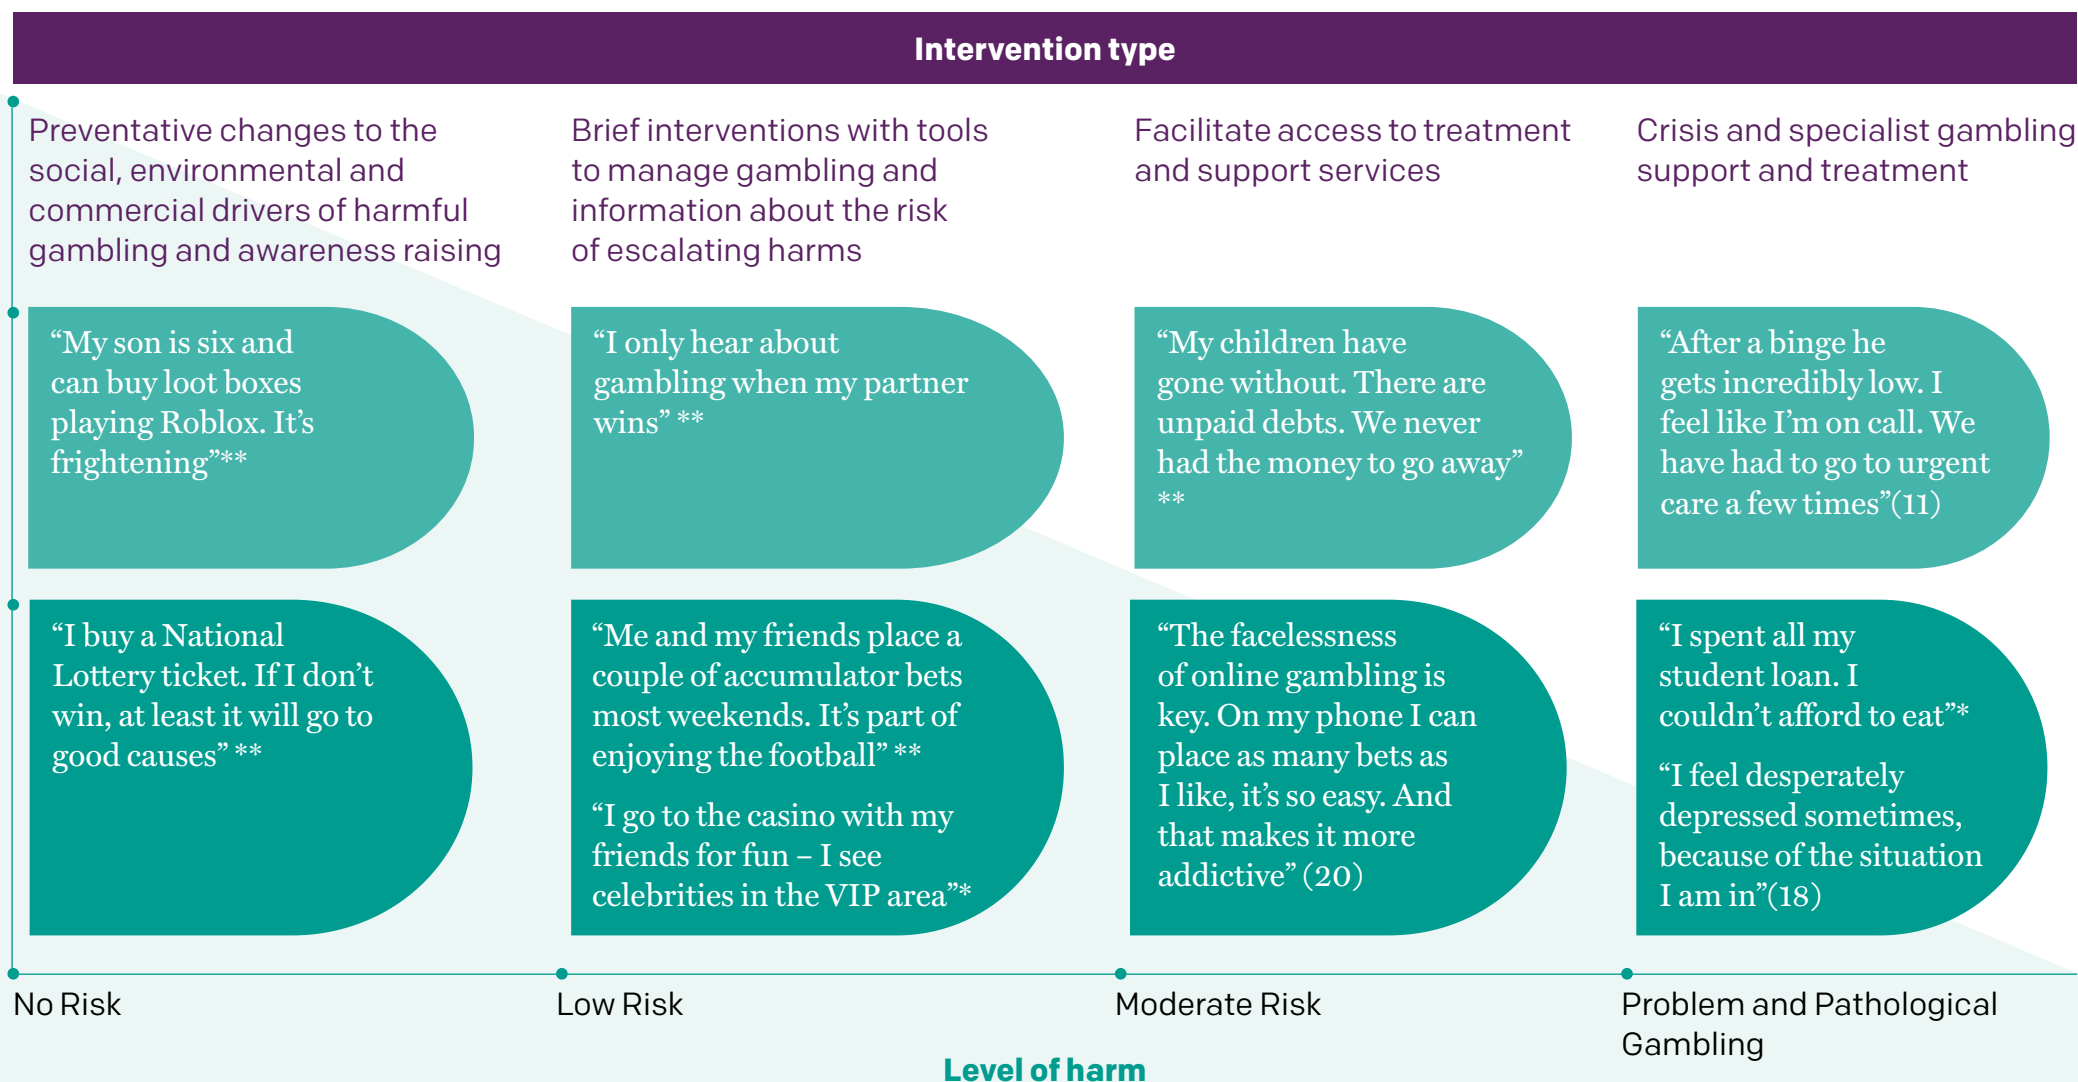 Intervention type
Preventative changes to the
social, environmental and
commercial drivers of harmful
gambling and awareness raising
Brief interventions with tools
to manage gambling and
information about the risk
of escalating harms
Facilitate access to treatment
and support services
Crisis and specialist gambling
support and treatment
“My son is six and
can buy loot boxes
playing Roblox. It’s
frightening”**
“I only hear about
gambling when my partner
wins” **
“My children have
gone without. There are
unpaid debts. We never
had the money to go away”
**
“After a binge he
gets incredibly low. I
feel like I’m on call. We
have had to go to urgent
care a few times”(11)
“I buy a National
Lottery ticket. If I don’t
win, at least it will go to
good causes” **
“Me and my friends place a
couple of accumulator bets
most weekends. It’s part of
enjoying the football” **
“I go to the casino with my
friends for fun – I see
celebrities in the VIP area”*
“The facelessness
of online gambling is
key. On my phone I can
place as many bets as
I like, it’s so easy. And
that makes it more
addictive” (20)
“I spent all my
student loan. I
couldn’t afford to eat”*
“I feel desperately
depressed sometimes,
because of the situation
I am in”(18)
No Risk
Low Risk
Moderate Risk
Problem and Pathological
Gambling
Level of harm